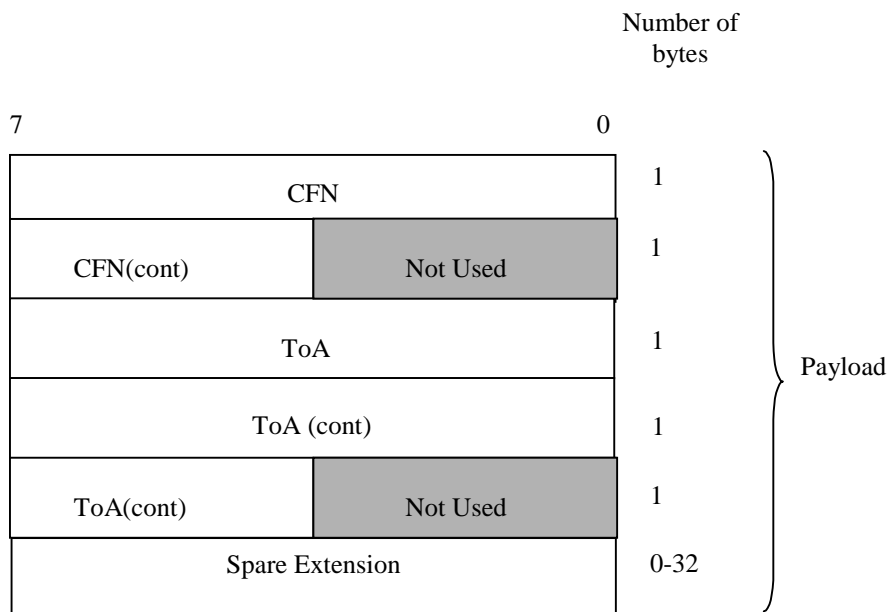 Number of
bytes
7 0
CFN 1
CFN(cont) Not Used 1
ToA 1
Payload
ToA (cont) 1
ToA(cont) Not Used 1
Spare Extension 0-32